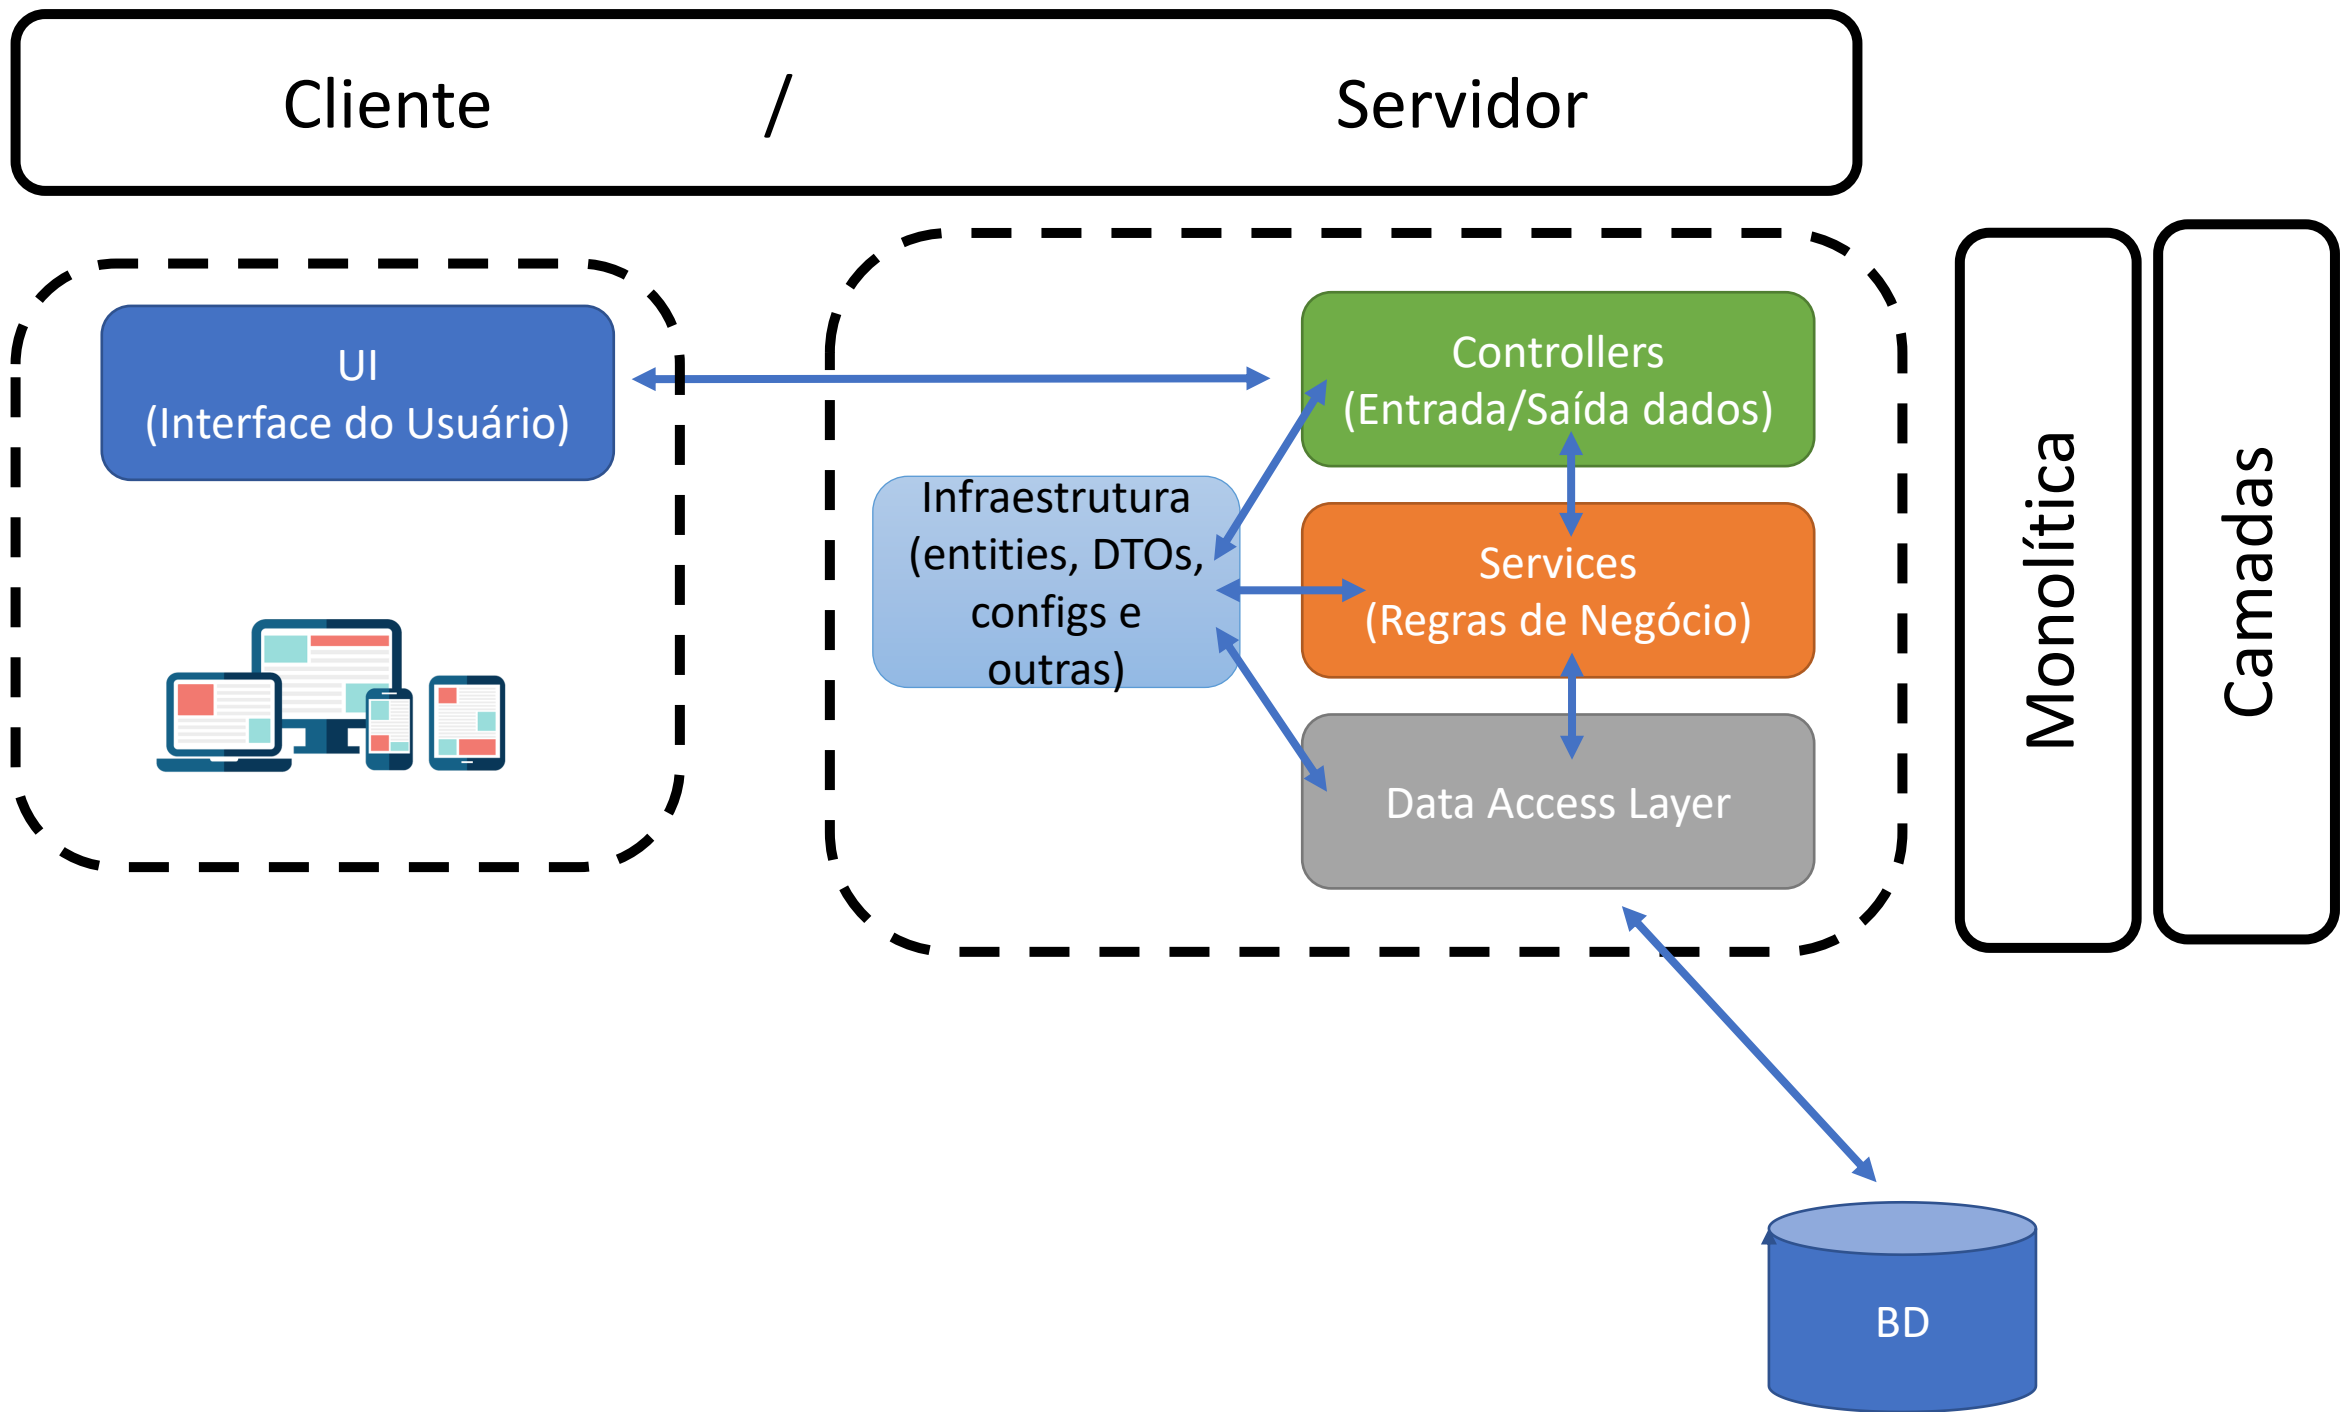 Cliente / Servidor
UI
(Interface do Usuário)
Controllers
(Entrada/Saída dados)
Infraestrutura
(entities, DTOs,
configs e
outras)
Services
(Regras de Negócio)
Data Access Layer
Monolítica
Camadas
BD